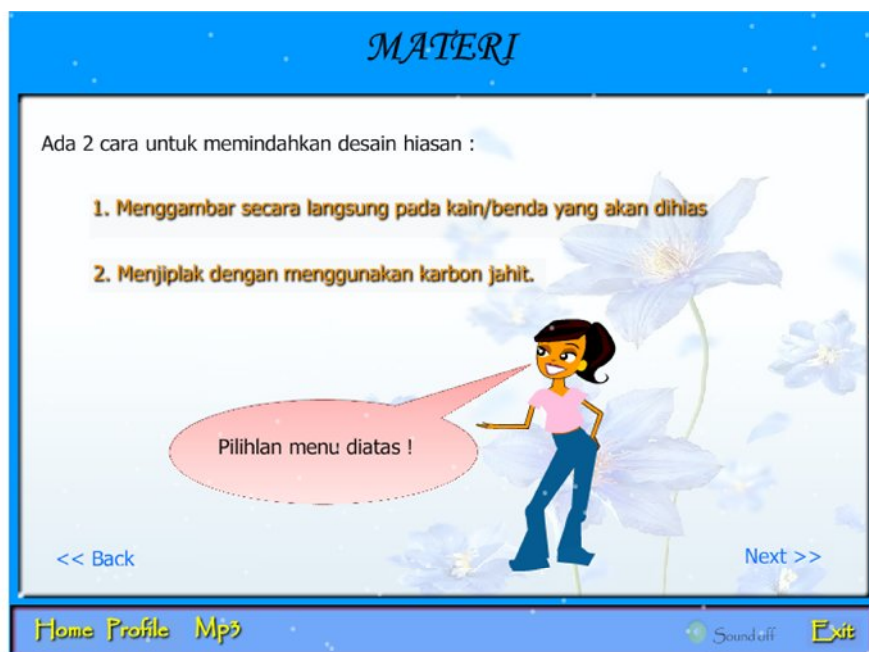 MATERI
Ada 2 cara untuk memindahkan desain hiasan :
1. Menggambar secara langsung pada kain/benda yang akan dihias
2. Menjiplak dengan menggunakan karbon jahit.
Pilihlan menu diatas !
<< Back
Next >>
Home Profile Mp3
Sound off
Exit